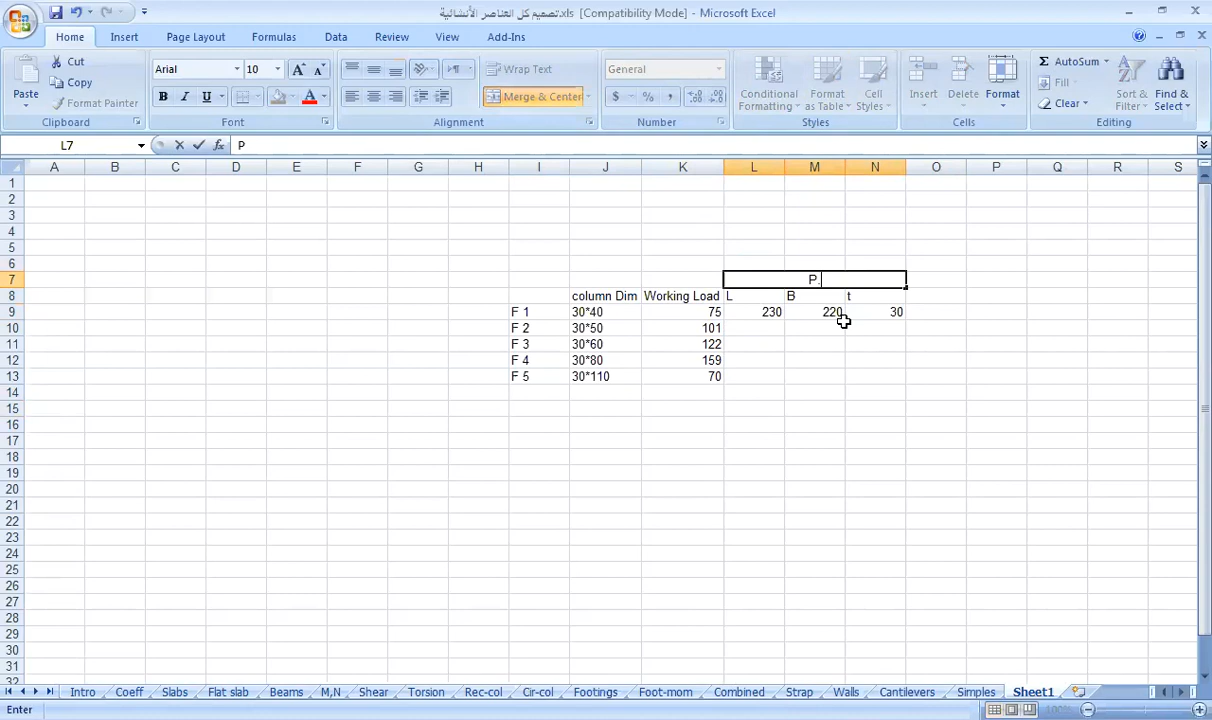 تصميم كل العناصر الأنشائية.xls [Compatibility Mode] - Microsoft Excel
Home Insert Page Layout Formulas Data Review View Add-Ins
Paste Cut Copy Format Painter Clipboard
Arial 10 B I U A Font
Wrap Text Merge & Center Alignment
General $ % , Number
Conditional Formatting Format as Table Cell Styles Styles
Insert Delete Format Cells
Σ AutoSum Fill Clear Sort & Filter Find & Select Editing
L7 fx P
A B C D E F G H I J K L M N O P Q R S
1
2
3
4
5
6
7 P.
8 column Dim Working Load L B t
9 F 1 30*40 75 230 220 30
10 F 2 30*50 101
11 F 3 30*60 122
12 F 4 30*80 159
13 F 5 30*110 70
14
15
16
17
18
19
20
21
22
23
24
25
26
27
28
29
30
31
32
Intro Coeff Slabs Flat slab Beams M,N Shear Torsion Rec-col Cir-col Footings Foot-mom Combined Strap Walls Cantilevers Simples Sheet1
Enter 100%